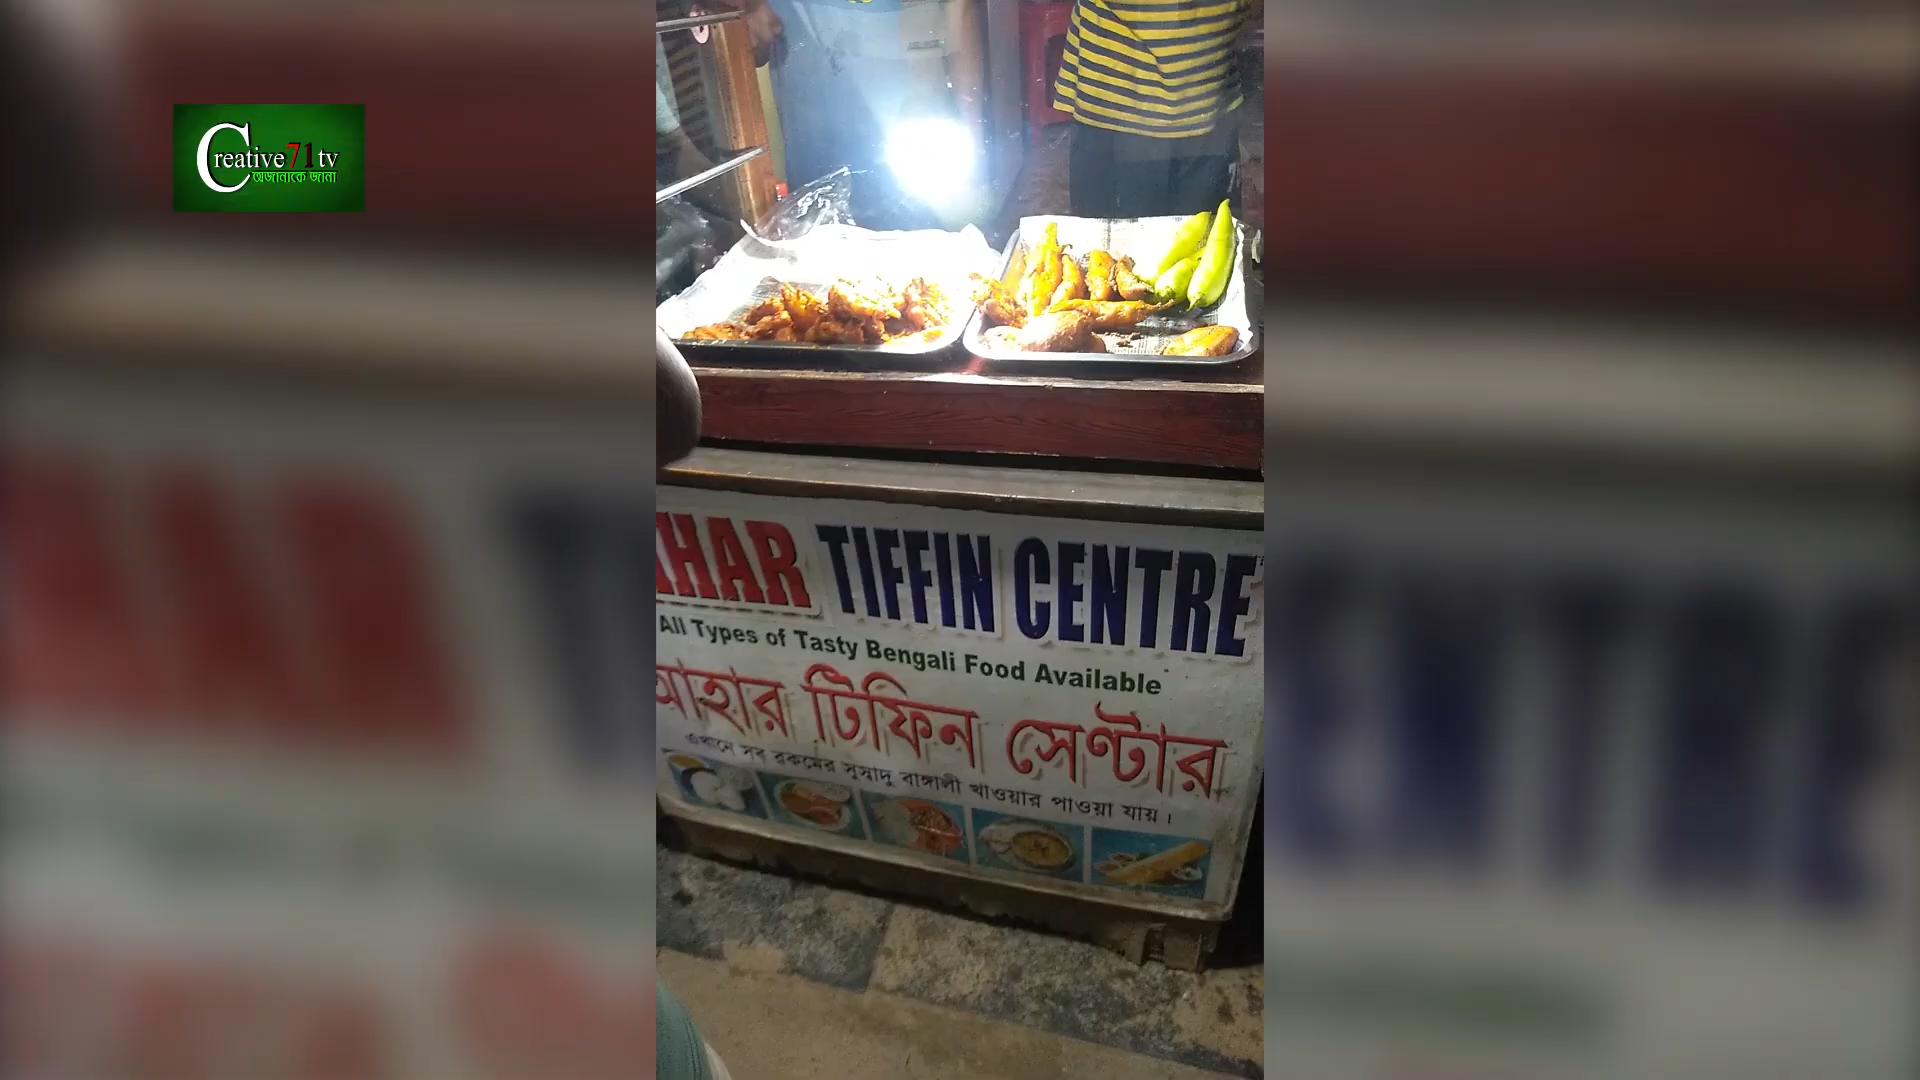 Creative71tv
অজানাকে জানা
HAR TIFFIN CENTRE
All Types of Tasty Bengali Food Available
আহার টিফিন সেণ্টার
এখানে সব রকমের সুস্বাদু বাঙ্গালী খাওয়ার পাওয়া যায়।